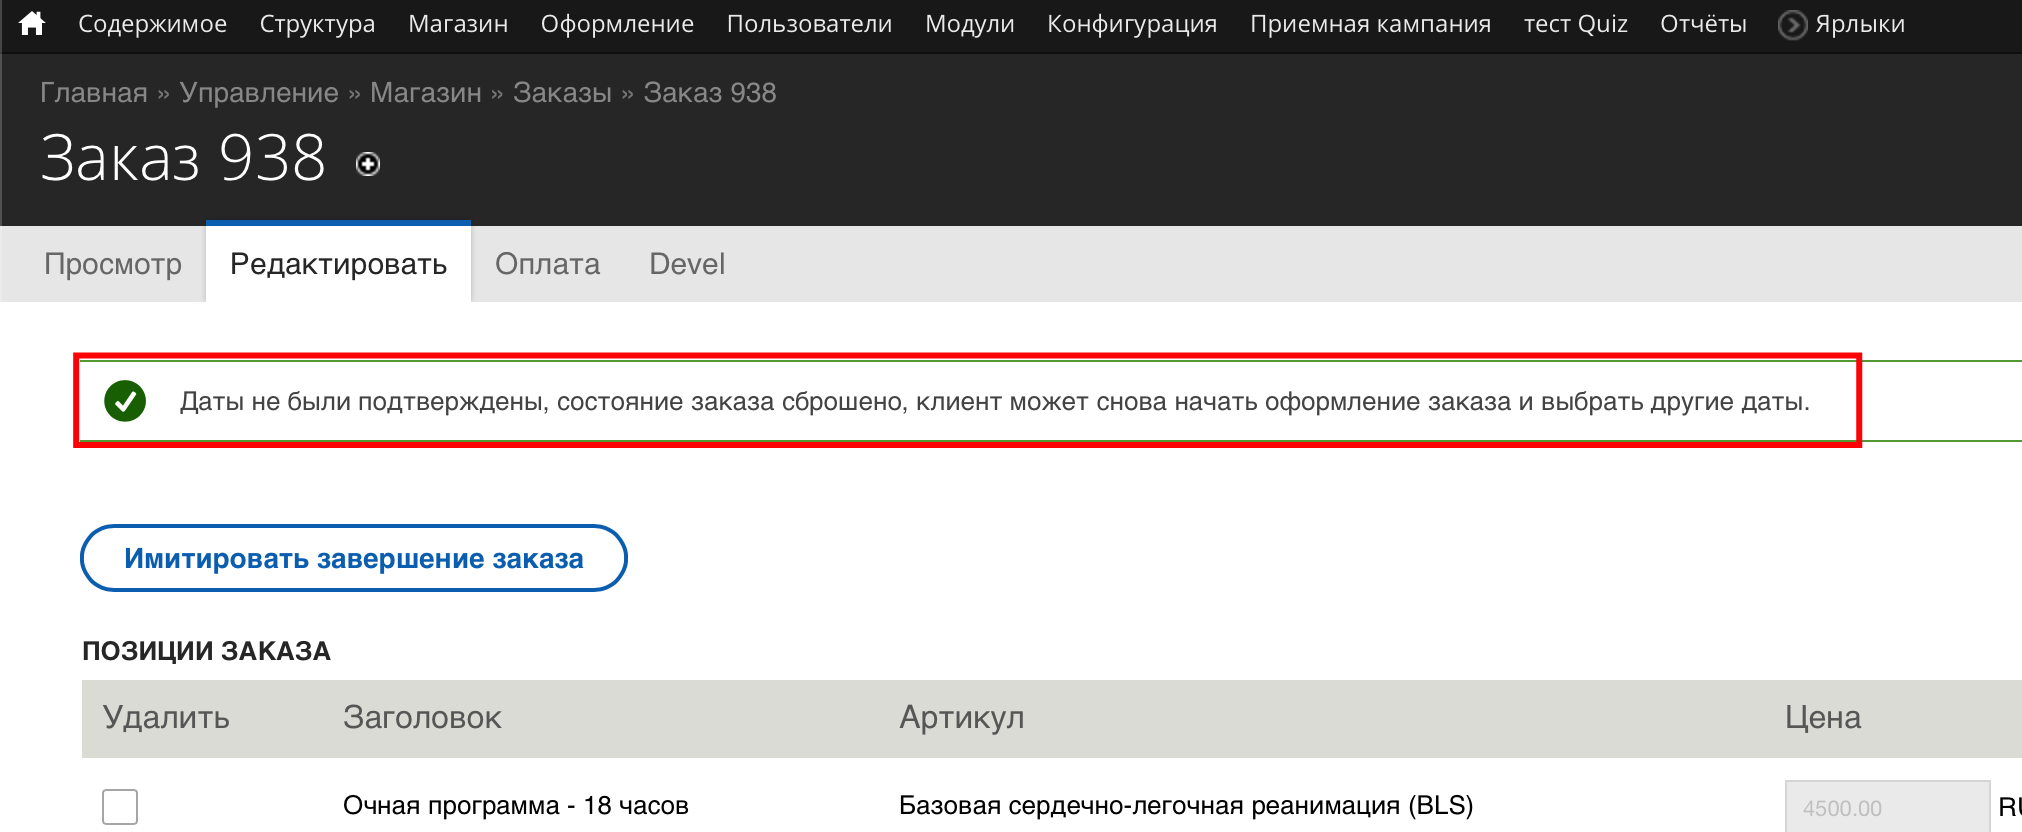 Содержимое Структура Магазин Оформление Пользователи Модули Конфигурация Приемная кампания тест Quiz Отчёты Ярлыки
Главная » Управление » Магазин » Заказы » Заказ 938
Заказ 938
Просмотр Редактировать Оплата Devel
Даты не были подтверждены, состояние заказа сброшено, клиент может снова начать оформление заказа и выбрать другие даты.
Имитировать завершение заказа
ПОЗИЦИИ ЗАКАЗА
Удалить Заголовок Артикул Цена
Очная программа - 18 часов Базовая сердечно-легочная реанимация (BLS) 4500.00